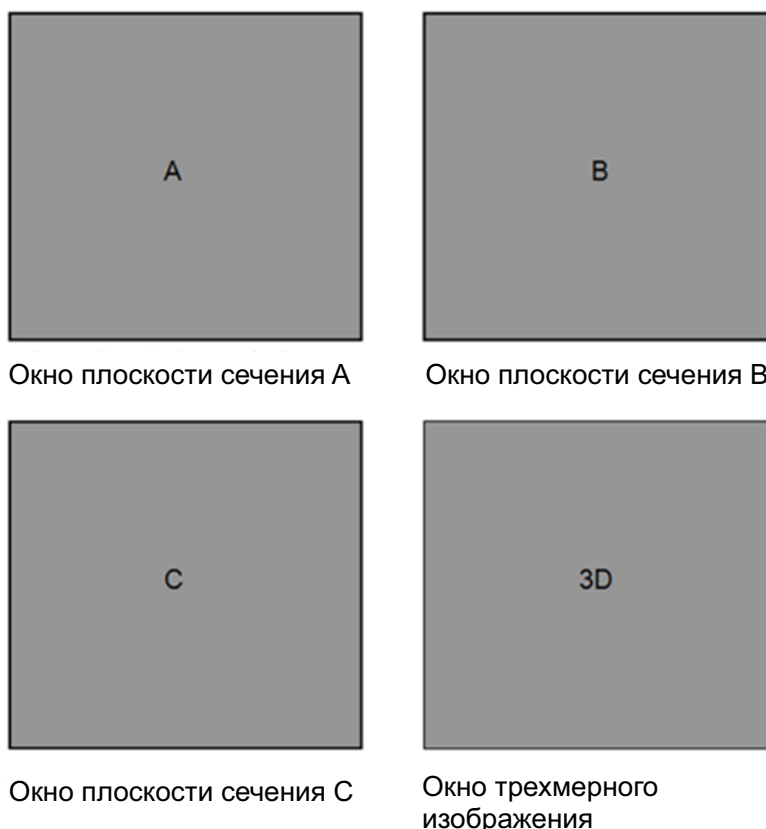 A
B
Окно плоскости сечения A
Окно плоскости сечения B
C
3D
Окно плоскости сечения C
Окно трехмерного
изображения